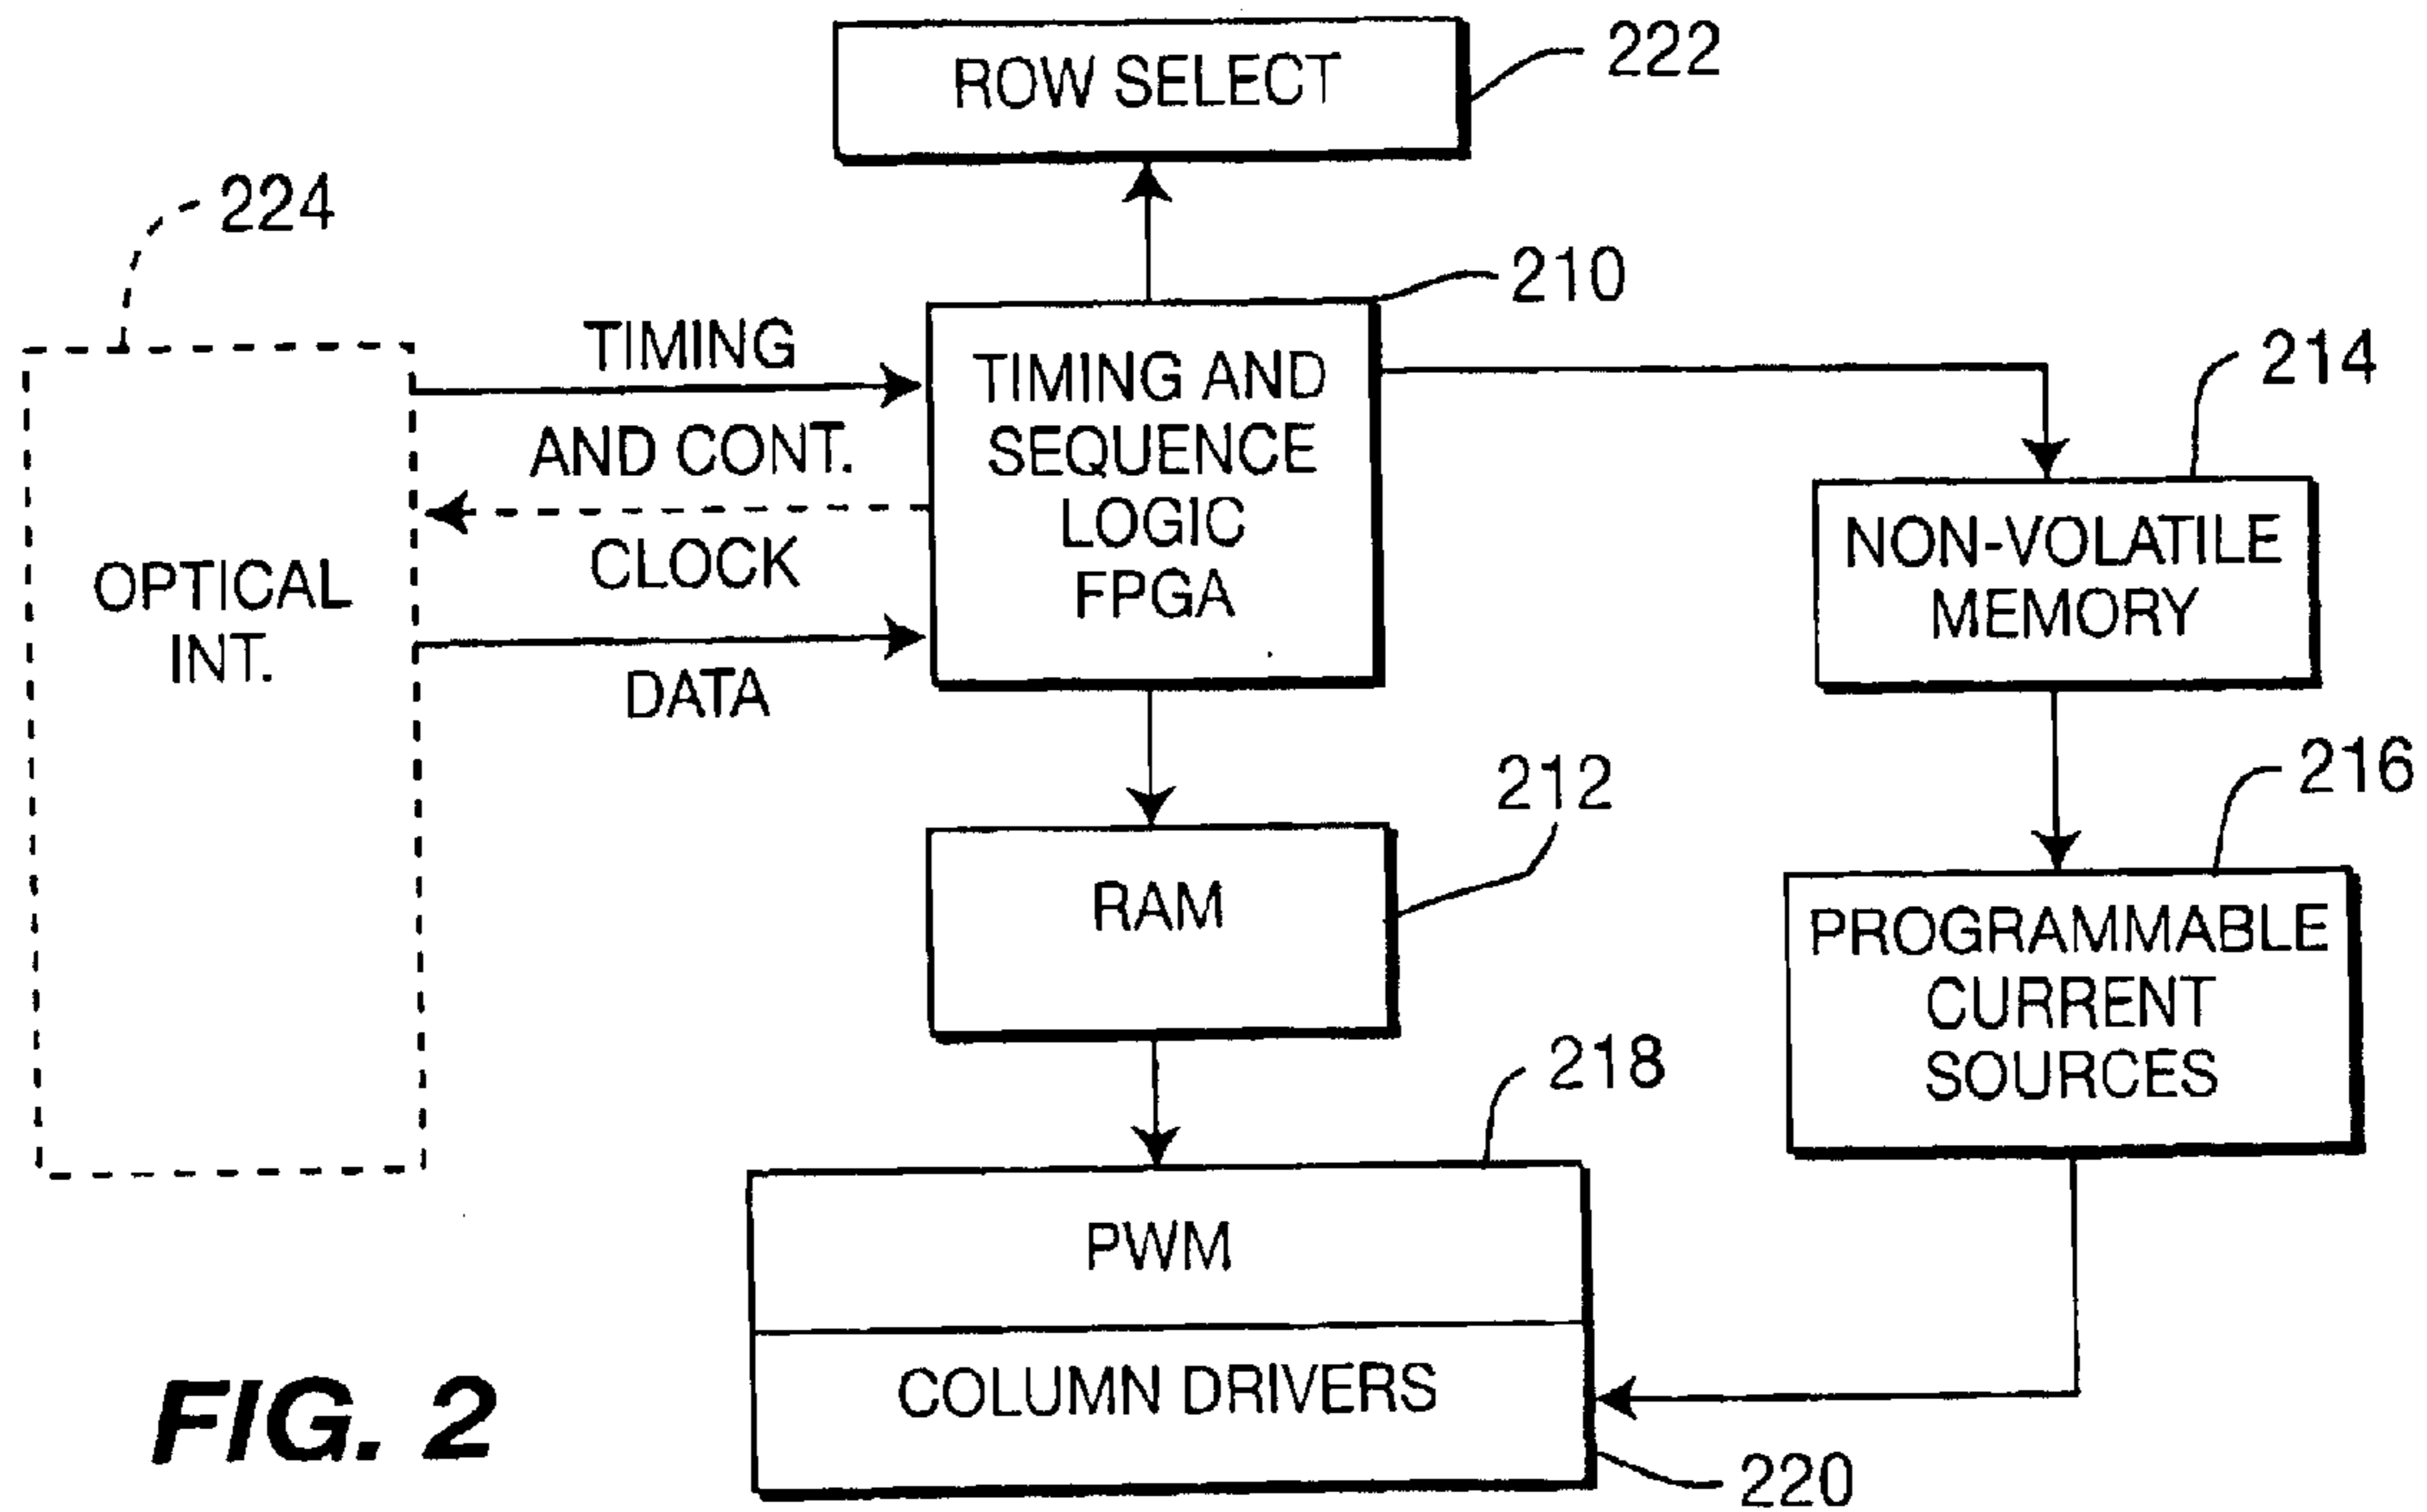 ROW SELECT
222
224
210
TIMING
AND CONT.
CLOCK
DATA
OPTICAL
INT.
TIMING AND
SEQUENCE
LOGIC
FPGA
214
NON-VOLATILE
MEMORY
212
RAM
216
PROGRAMMABLE
CURRENT
SOURCES
218
PWM
COLUMN DRIVERS
220
FIG. 2